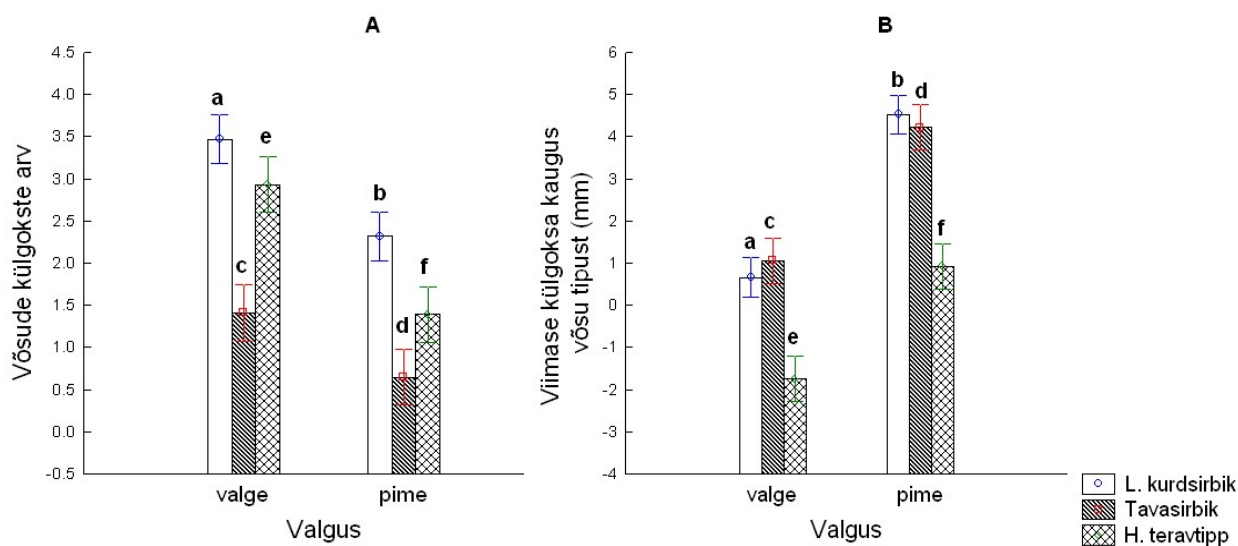 A
4.5
4.0
3.5
3.0
2.5
2.0
1.5
1.0
0.5
0.0
-0.5
Võsude külgokste arv
a
c
e
b
d
f
valge
pime
Valgus
B
6
5
4
3
2
1
0
-1
-2
-3
-4
Viimase külgoksa kaugus
võsu tipust (mm)
a
c
e
b
d
f
valge
pime
Valgus
L. kurdsirbik
Tavasirbik
H. teravtipp